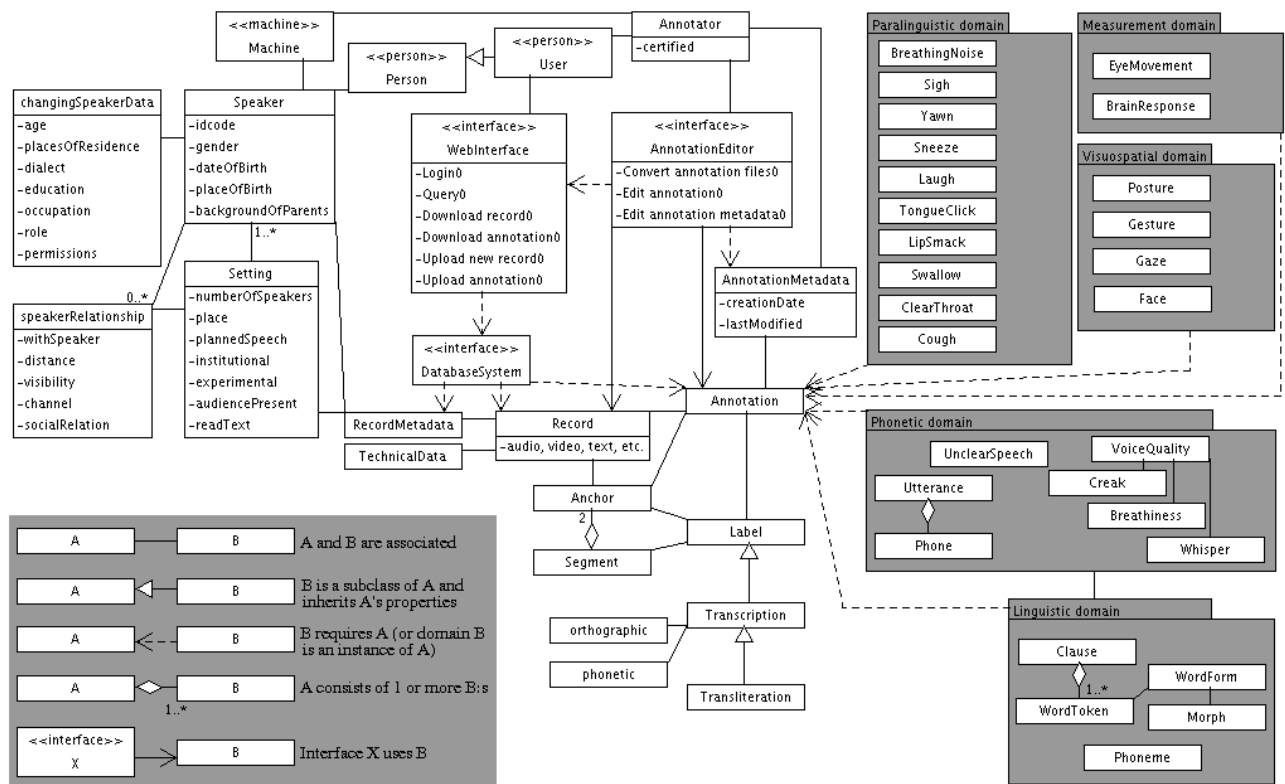 <<machine>>
Machine
Annotator
-certified
<<person>>
User
<<person>>
Person
changingSpeakerData
-age
-placesOfResidence
-dialect
-education
-occupation
-role
-permissions
Speaker
-idcode
-gender
-dateOfBirth
-placeOfBirth
-backgroundOfParents
1..*
0..*
speakerRelationship
-withSpeaker
-distance
-visibility
-channel
-socialRelation
Setting
-numberOfSpeakers
-place
-plannedSpeech
-institutional
-experimental
-audiencePresent
-readText
<<interface>>
WebInterface
-Login()
-Query()
-Download record()
-Download annotation()
-Upload new record()
-Upload annotation()
<<interface>>
AnnotationEditor
-Convert annotation files()
-Edit annotation()
-Edit annotation metadata()
AnnotationMetadata
-creationDate
-lastModified
<<interface>>
DatabaseSystem
Annotation
RecordMetadata
TechnicalData
Record
-audio, video, text, etc.
Anchor
2
Segment
Label
Transcription
orthographic
phonetic
Transliteration
Paralinguistic domain
BreathingNoise
Sigh
Yawn
Sneeze
Laugh
TongueClick
LipSmack
Swallow
ClearThroat
Cough
Measurement domain
EyeMovement
BrainResponse
Visuospatial domain
Posture
Gesture
Gaze
Face
Phonetic domain
UnclearSpeech
VoiceQuality
Creak
Utterance
Breathiness
Phone
Whisper
Linguistic domain
Clause
1..*
WordForm
WordToken
Morph
Phoneme
A
B
A and B are associated
A
B
B is a subclass of A and
inherits A's properties
A
B
B requires A (or domain B
is an instance of A)
A
B
A consists of 1 or more B:s
1..*
<<interface>>
X
B
Interface X uses B